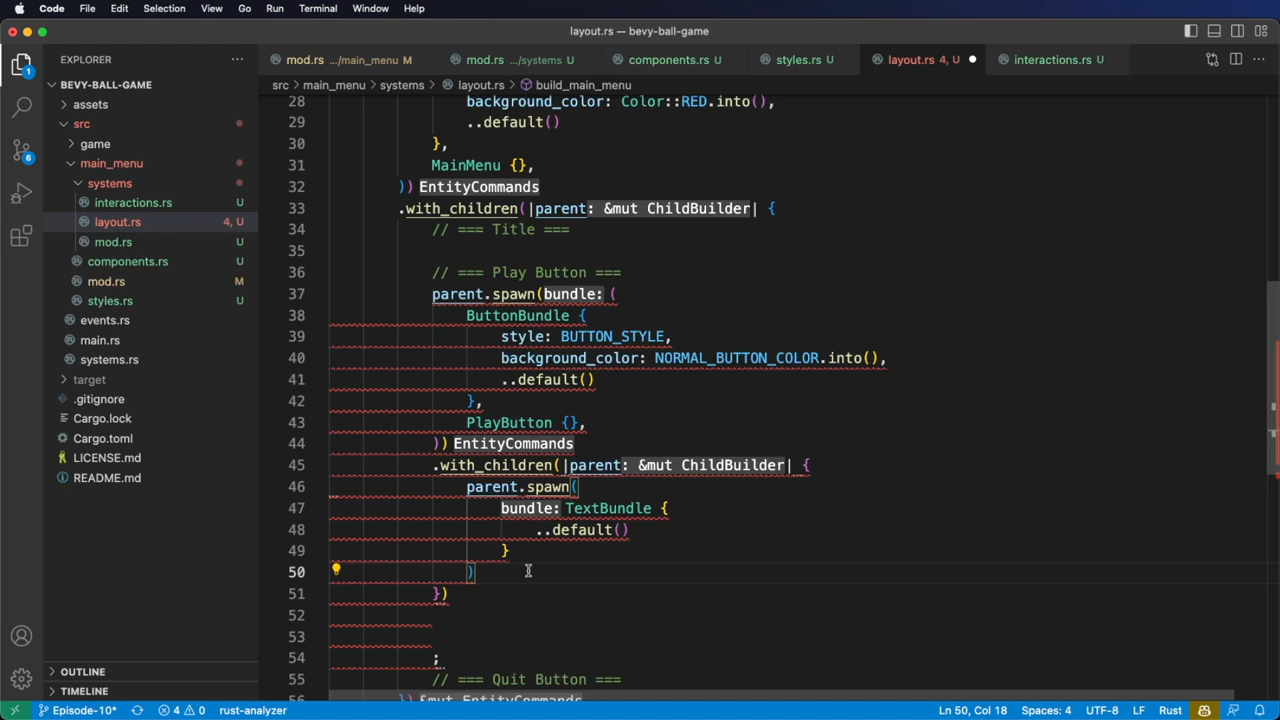 Code File Edit Selection View Go Run Terminal Window Help
layout.rs — bevy-ball-game
EXPLORER
mod.rs .../main_menu M
mod.rs .../systems U
components.rs U
styles.rs U
layout.rs 4, U
interactions.rs U
src > main_menu > systems > layout.rs > build_main_menu
BEVY-BALL-GAME
assets
src
game
main_menu
systems
interactions.rs U
layout.rs 4, U
mod.rs U
components.rs U
mod.rs M
styles.rs U
events.rs
main.rs
systems.rs
target
.gitignore
Cargo.lock
Cargo.toml
LICENSE.md
README.md
OUTLINE
TIMELINE
1
6
28 background_color: Color::RED.into(),
29 ..default()
30 },
31 MainMenu {},
32 )) EntityCommands
33 .with_children(|parent: &mut ChildBuilder| {
34 // === Title ===
35
36 // === Play Button ===
37 parent.spawn(bundle: (
38 ButtonBundle {
39 style: BUTTON_STYLE,
40 background_color: NORMAL_BUTTON_COLOR.into(),
41 ..default()
42 },
43 PlayButton {},
44 )) EntityCommands
45 .with_children(|parent: &mut ChildBuilder| {
46 parent.spawn(
47 bundle: TextBundle {
48 ..default()
49 }
50 )
51 })
52
53
54 ;
55 // === Quit Button ===
56 }) &mut EntityCommands
Episode-10* 4 0 rust-analyzer Ln 50, Col 18 Spaces: 4 UTF-8 LF Rust